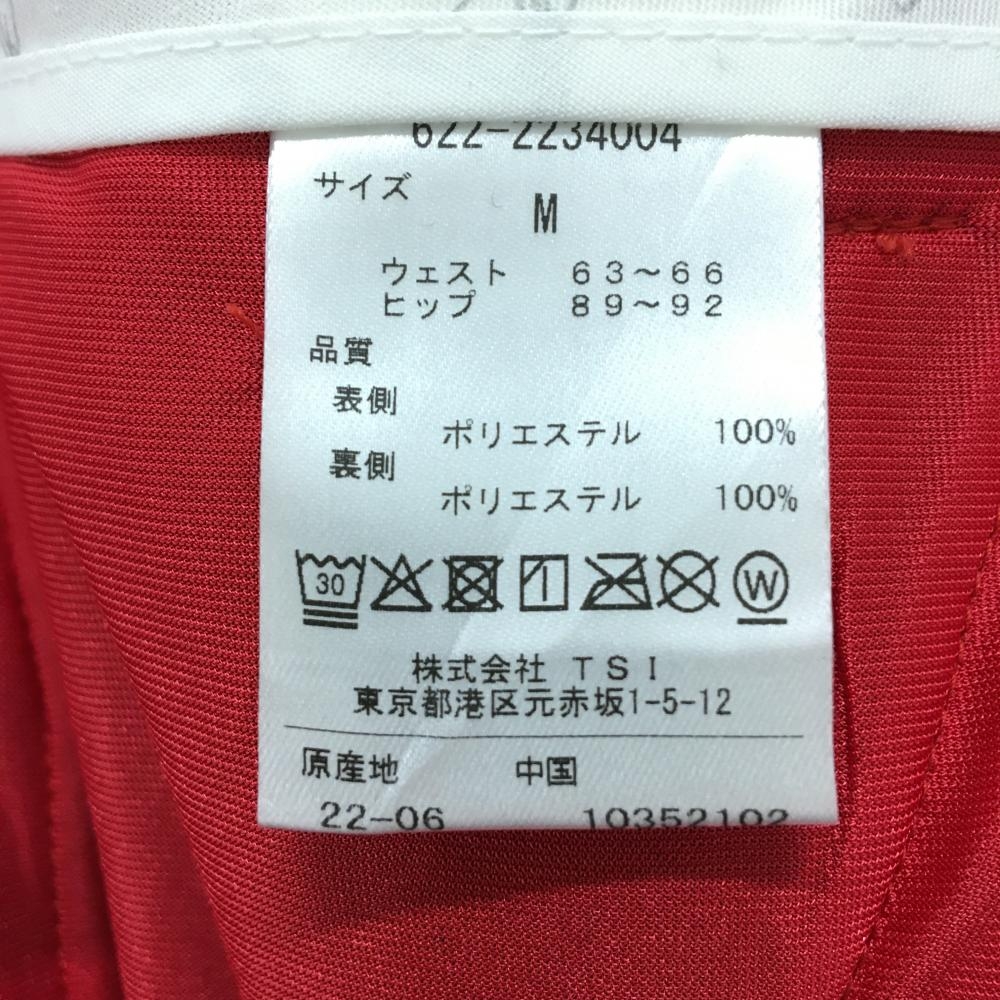 622-2234004
サイズ
M
ウェスト 63～66
ヒップ 89～92
品質
表側
ポリエステル 100%
裏側
ポリエステル 100%
30 W
株式会社 TSI
東京都港区元赤坂1-5-12
原産地 中国
22-06 10352102